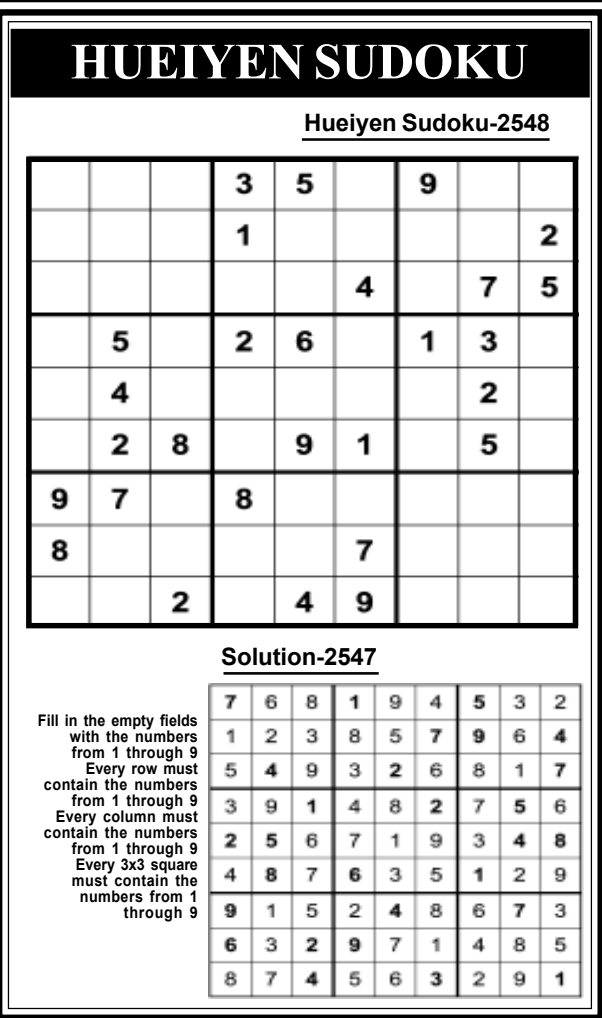 HUEIYEN SUDOKU
Hueiyen Sudoku-2548
3 5 9
1 2
4 7 5
5 2 6 1 3
4 2
2 8 9 1 5
9 7 8
8 7
2 4 9
Solution-2547
Fill in the empty fields
with the numbers
from 1 through 9
Every row must
contain the numbers
from 1 through 9
Every column must
contain the numbers
from 1 through 9
Every 3x3 square
must contain the
numbers from 1
through 9
7 6 8 1 9 4 5 3 2
1 2 3 8 5 7 9 6 4
5 4 9 3 2 6 8 1 7
3 9 1 4 8 2 7 5 6
2 5 6 7 1 9 3 4 8
4 8 7 6 3 5 1 2 9
9 1 5 2 4 8 6 7 3
6 3 2 9 7 1 4 8 5
8 7 4 5 6 3 2 9 1